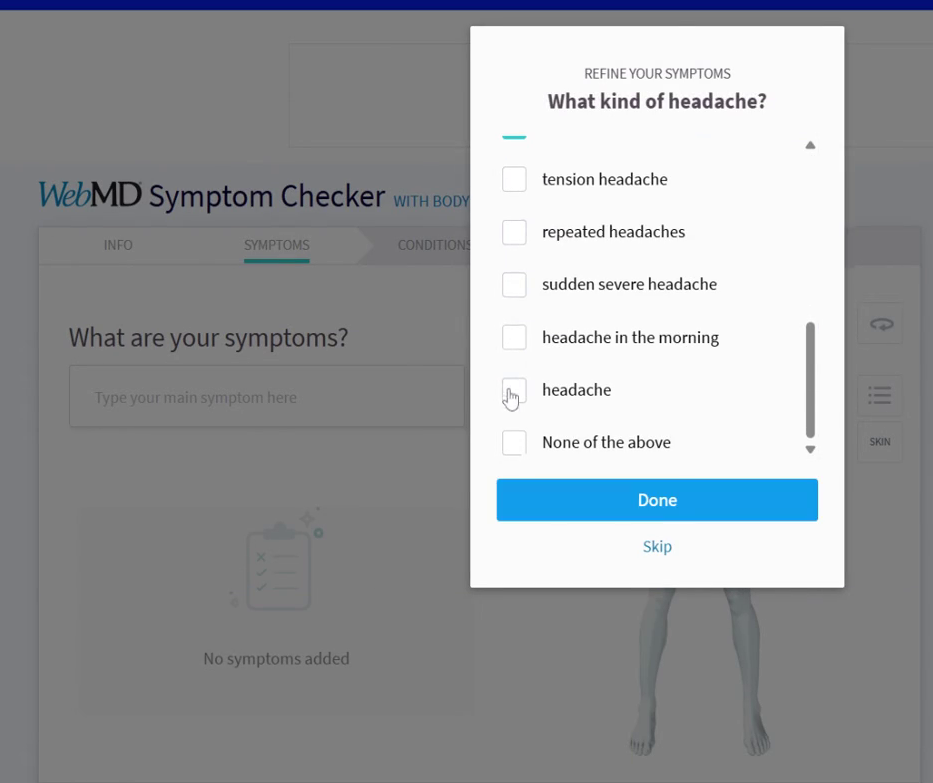 REFINE YOUR SYMPTOMS
What kind of headache?
tension headache
WebMD Symptom Checker WITH BODY
repeated headaches
INFO
SYMPTOMS
CONDITIONS
sudden severe headache
What are your symptoms?
headache in the morning
Type your main symptom here
headache
SKIN
None of the above
Done
Skip
No symptoms added